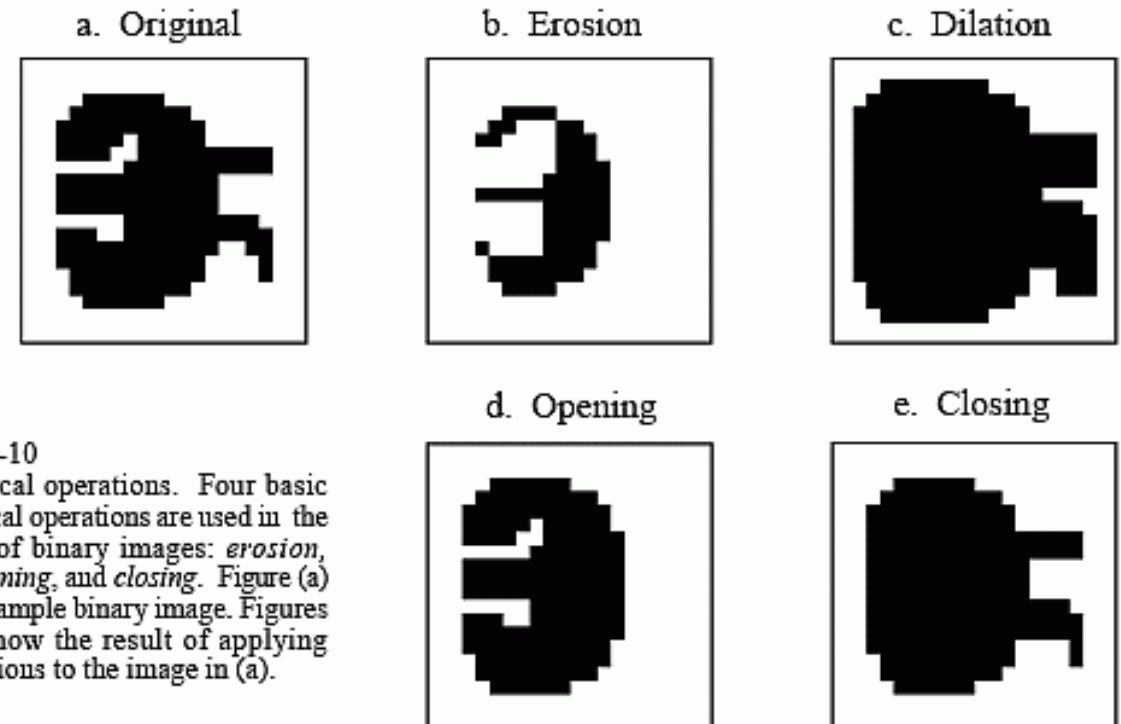 a. Original
b. Erosion
c. Dilation
d. Opening
e. Closing
-10
cal operations. Four basic
cal operations are used in the
of binary images: erosion,
ning, and closing. Figure (a)
ample binary image. Figures
how the result of applying
ions to the image in (a).